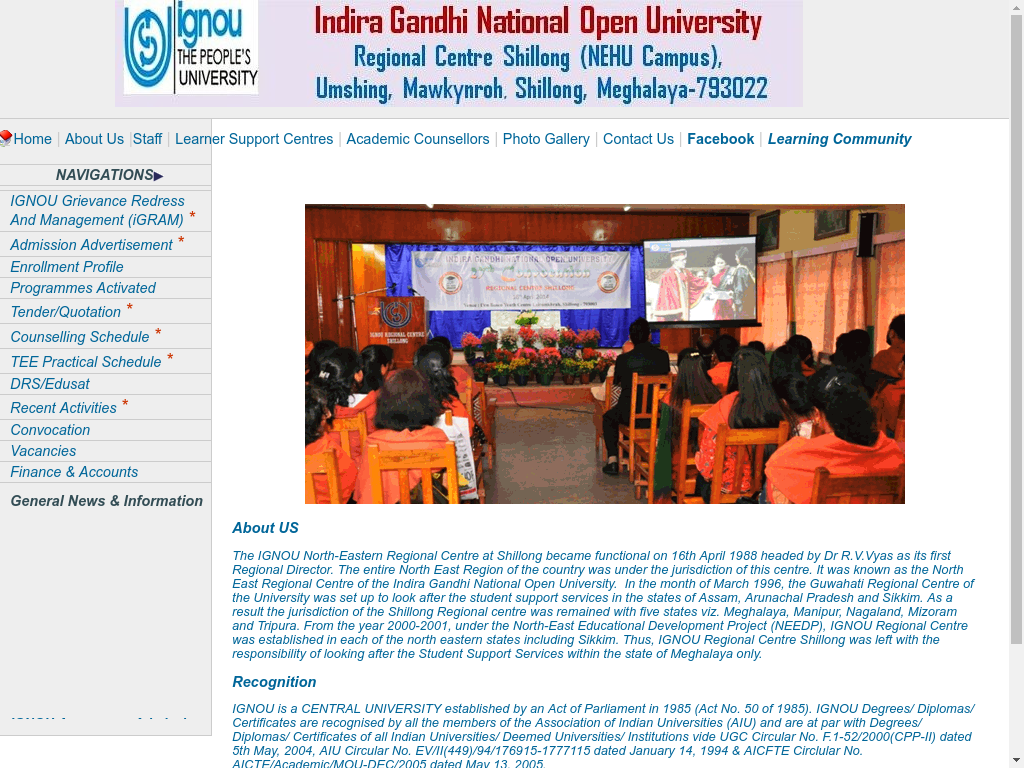 ignou
THE PEOPLE'S
UNIVERSITY
Indira Gandhi National Open University
Regional Centre Shillong (NEHU Campus),
Umshing, Mawkynroh, Shillong, Meghalaya-793022
Home | About Us |Staff | Learner Support Centres | Academic Counsellors | Photo Gallery | Contact Us | Facebook | Learning Community
NAVIGATIONS▶
IGNOU Grievance Redress
And Management (iGRAM) *
Admission Advertisement *
Enrollment Profile
Programmes Activated
Tender/Quotation *
Counselling Schedule *
TEE Practical Schedule *
DRS/Edusat
Recent Activities *
Convocation
Vacancies
Finance & Accounts
General News & Information
INDIRA GANDHI NATIONAL OPEN UNIVERSITY
Convocation
REGIONAL CENTRE SHILLONG
IGNOU REGIONAL CENTRE
SHILLONG
About US
The IGNOU North-Eastern Regional Centre at Shillong became functional on 16th April 1988 headed by Dr R.V.Vyas as its first
Regional Director. The entire North East Region of the country was under the jurisdiction of this centre. It was known as the North
East Regional Centre of the Indira Gandhi National Open University.  In the month of March 1996, the Guwahati Regional Centre of
the University was set up to look after the student support services in the states of Assam, Arunachal Pradesh and Sikkim. As a
result the jurisdiction of the Shillong Regional centre was remained with five states viz. Meghalaya, Manipur, Nagaland, Mizoram
and Tripura. From the year 2000-2001, under the North-East Educational Development Project (NEEDP), IGNOU Regional Centre
was established in each of the north eastern states including Sikkim. Thus, IGNOU Regional Centre Shillong was left with the
responsibility of looking after the Student Support Services within the state of Meghalaya only.
Recognition
IGNOU is a CENTRAL UNIVERSITY established by an Act of Parliament in 1985 (Act No. 50 of 1985). IGNOU Degrees/ Diplomas/
Certificates are recognised by all the members of the Association of Indian Universities (AIU) and are at par with Degrees/
Diplomas/ Certificates of all Indian Universities/ Deemed Universities/ Institutions vide UGC Circular No. F.1-52/2000(CPP-II) dated
5th May, 2004, AIU Circular No. EV/II(449)/94/176915-1777115 dated January 14, 1994 & AICFTE Circlular No.
AICTE/Academic/MOU-DEC/2005 dated May 13, 2005.